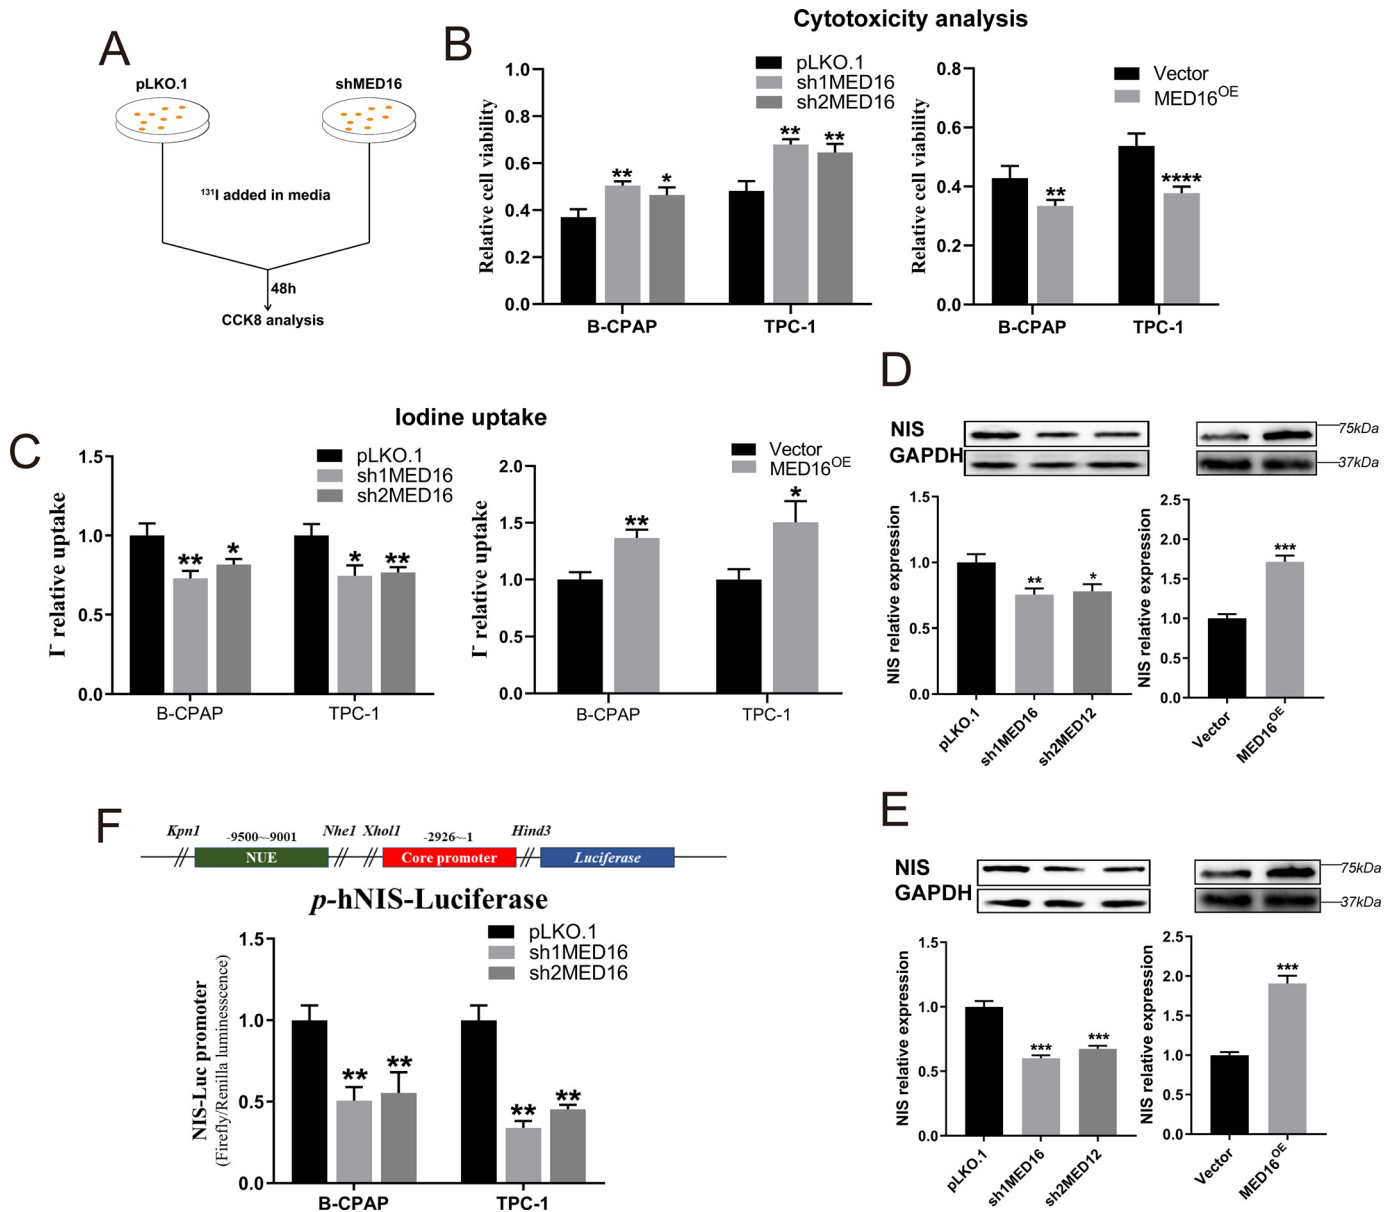 A
pLKO.1
shMED16
131I added in media
48h
CCK8 analysis
B
Cytotoxicity analysis
pLKO.1
sh1MED16
sh2MED16
Relative cell viability
1.0
0.8
0.6
0.4
0.2
0.0
**
*
**
**
B-CPAP
TPC-1
Vector
MED16OE
Relative cell viability
0.8
0.6
0.4
0.2
0.0
**
****
B-CPAP
TPC-1
C
Iodine uptake
pLKO.1
sh1MED16
sh2MED16
I- relative uptake
1.5
1.0
0.5
0.0
**
*
*
**
B-CPAP
TPC-1
Vector
MED16OE
I- relative uptake
2.0
1.5
1.0
0.5
0.0
**
*
B-CPAP
TPC-1
D
NIS
GAPDH
75kDa
37kDa
NIS relative expression
1.5
1.0
0.5
0.0
**
*
pLKO.1
sh1MED16
sh2MED12
NIS relative expression
2.5
2.0
1.5
1.0
0.5
0.0
***
Vector
MED16OE
E
NIS
GAPDH
75kDa
37kDa
NIS relative expression
1.5
1.0
0.5
0.0
***
***
pLKO.1
sh1MED16
sh2MED12
NIS relative expression
2.5
2.0
1.5
1.0
0.5
0.0
***
Vector
MED16OE
F
Kpn1
-9500~-9001
Nhe1
Xhol1
-2926~-1
Hind3
NUE
Core promoter
Luciferase
p-hNIS-Luciferase
pLKO.1
sh1MED16
sh2MED16
NIS-Luc promoter
(Firefly/Renilla luminesscence)
1.5
1.0
0.5
0.0
**
**
**
**
B-CPAP
TPC-1